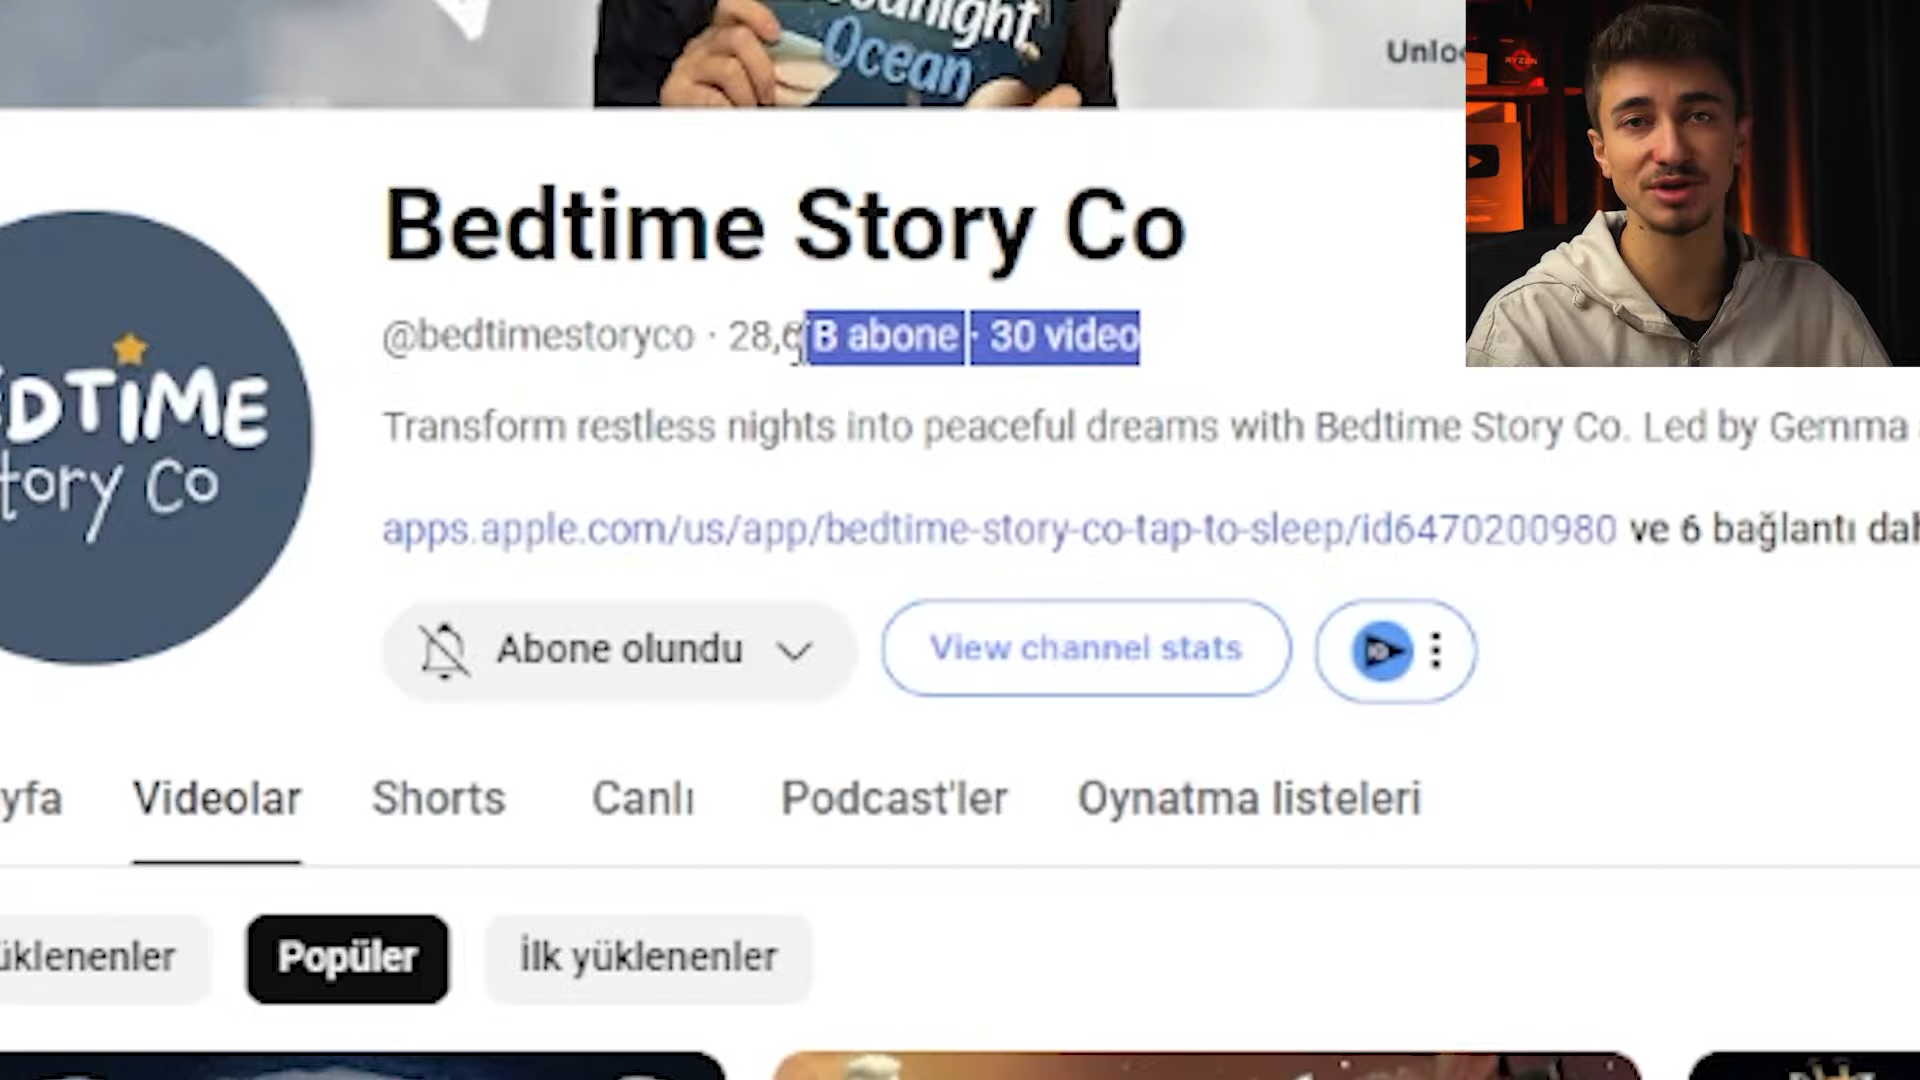 Ocean
Bedtime Story Co
@bedtimestoryco · 28,6 B abone · 30 video
Transform restless nights into peaceful dreams with Bedtime Story Co. Led by Gemma
apps.apple.com/us/app/bedtime-story-co-tap-to-sleep/id6470200980 ve 6 bağlantı dah
EDTIME
tory Co
Abone olundu
View channel stats
yfa Videolar Shorts Canlı Podcast'ler Oynatma listeleri
üklenenler Popüler İlk yüklenenler
RYZEN